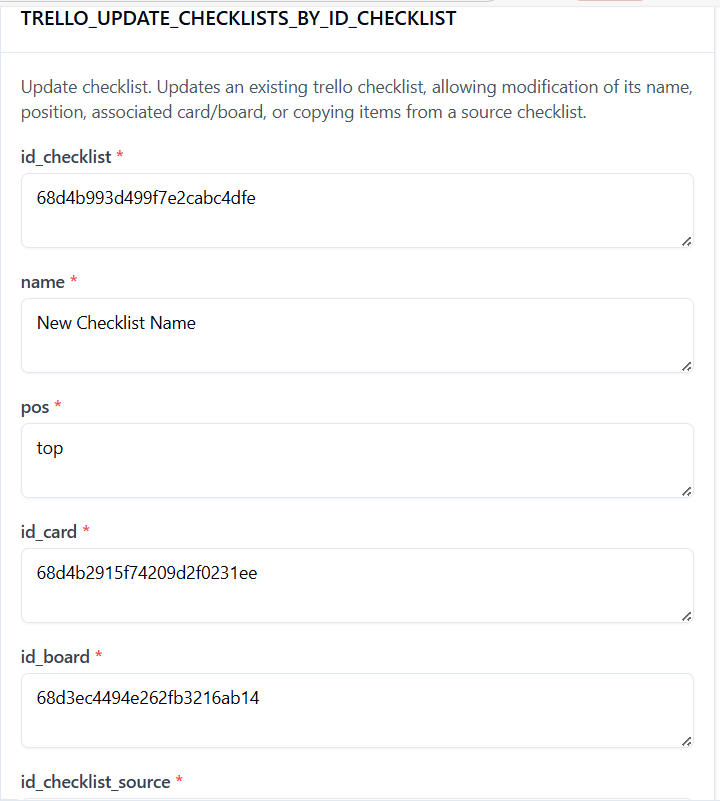 TRELLO_UPDATE_CHECKLISTS_BY_ID_CHECKLIST
Update checklist. Updates an existing trello checklist, allowing modification of its name,
position, associated card/board, or copying items from a source checklist.
id_checklist *
68d4b993d499f7e2cabc4dfe
name *
New Checklist Name
pos *
top
id_card *
68d4b2915f74209d2f0231ee
id_board *
68d3ec4494e262fb3216ab14
id_checklist_source *